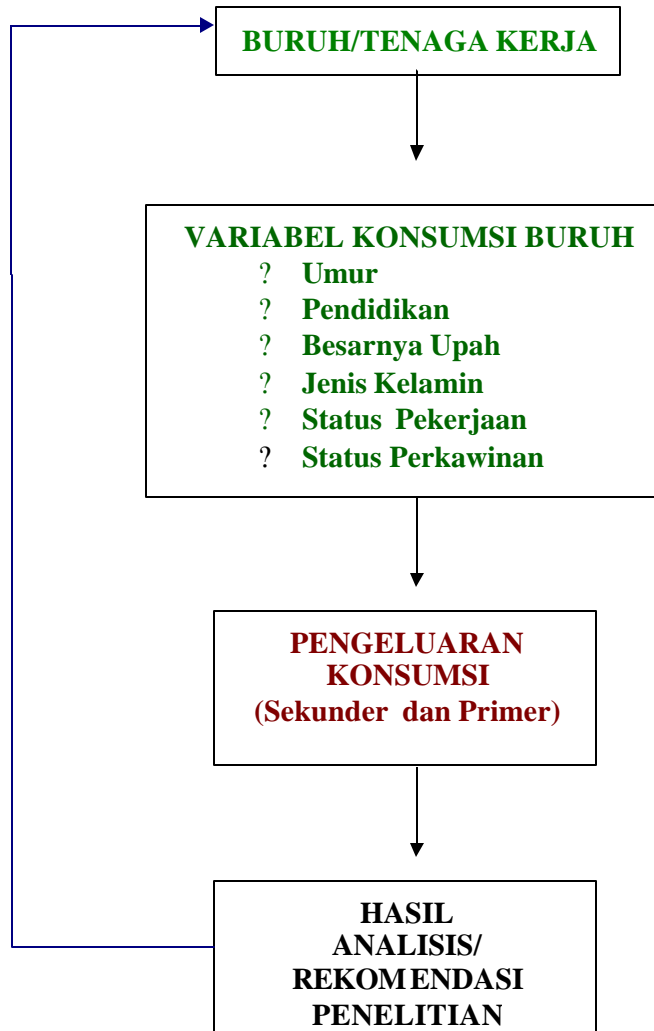 BURUH/TENAGA KERJA
VARIABEL KONSUMSI BURUH
? Umur
? Pendidikan
? Besarnya Upah
? Jenis Kelamin
? Status Pekerjaan
? Status Perkawinan
PENGELUARAN
KONSUMSI
(Sekunder dan Primer)
HASIL
ANALISIS/
REKOMENDASI
PENELITIAN